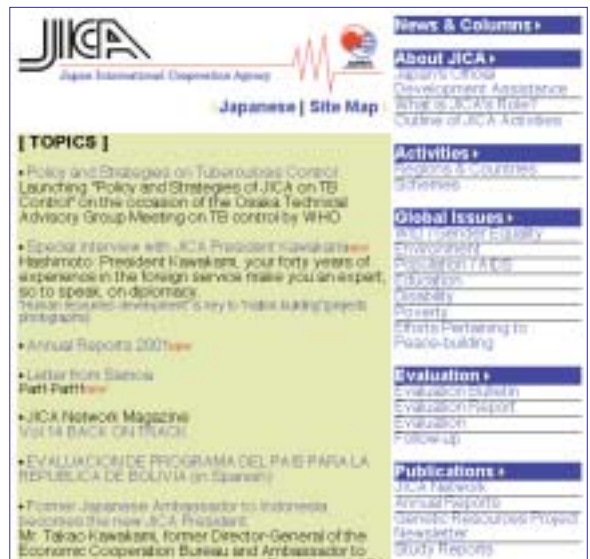 JICA
Japan International Cooperation Agency
Japanese | Site Map
[ TOPICS ]
• Policy and Strategies on Tuberculosis Control
Launching "Policy and Strategies of JICA on TB
Control" on the occasion of the Osaka Technical
Advisory Group Meeting on TB control by WHO
• Special interview with JICA President Kawakami new
Hashimoto: President Kawakami, your forty years of
experience in the foreign service make you an expert,
so to speak, on diplomacy.
"Human resources development" is key to "nation building"(projects
photographs)
• Annual Reports 2001 new
• Letter from Samoa
Part1 Part11 new
• JICA Network Magazine
Vol.14 BACK ON TRACK
• EVALUACION DE PROGRAMA DEL PAIS PARA LA
REPUBLICA DE BOLIVIA (in Spanish)
• Former Japanese Ambassador to Indonesia
becomes the new JICA President
Mr. Takao Kawakami, former Director-General of the
Economic Cooperation Bureau and Ambassador to
News & Columns
About JICA
Japan's Official
Development Assistance
What is JICA's Role?
Outline of JICA Activities
Activities
Regions & Countries
Schemes
Global Issues
WID / Gender Equality
Environment
Population / AIDS
Education
Disability
Poverty
Efforts Pertaining to
Peace-building
Evaluation
Evaluation Bulletin
Evaluation Report
Evaluation
Follow-up
Publications
JICA Network
Annual Reports
Genetic Resources Project
Newsletter
Study Reports